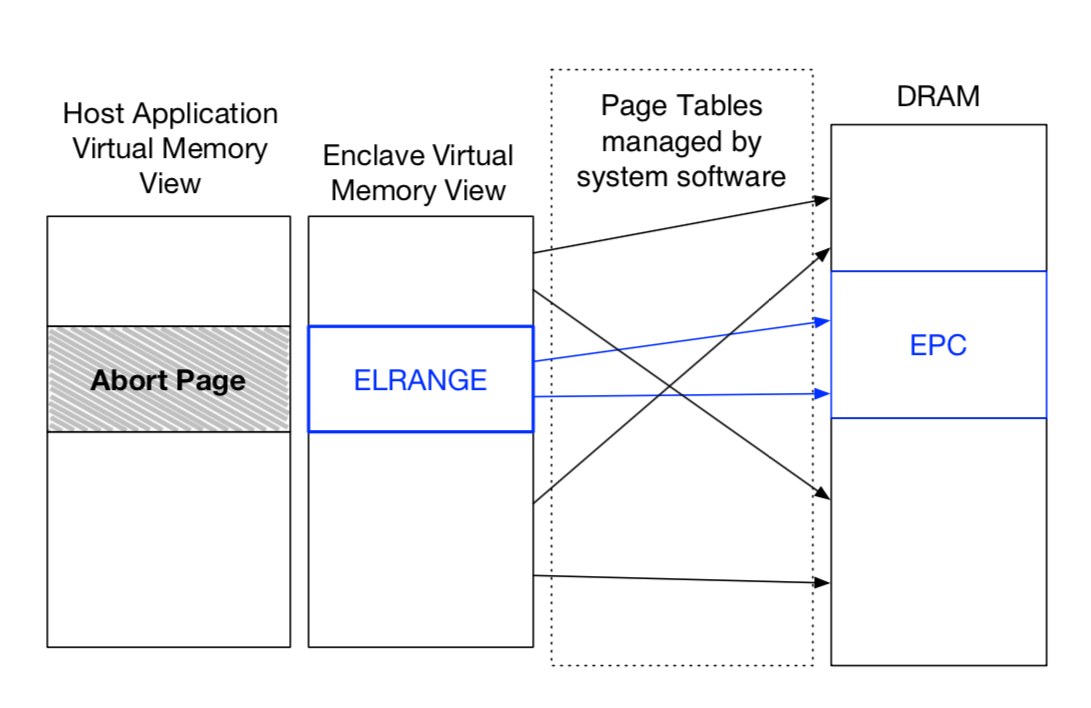 Host Application
Virtual Memory
View
Enclave Virtual
Memory View
Page Tables
managed by
system software
DRAM
Abort Page
ELRANGE
EPC